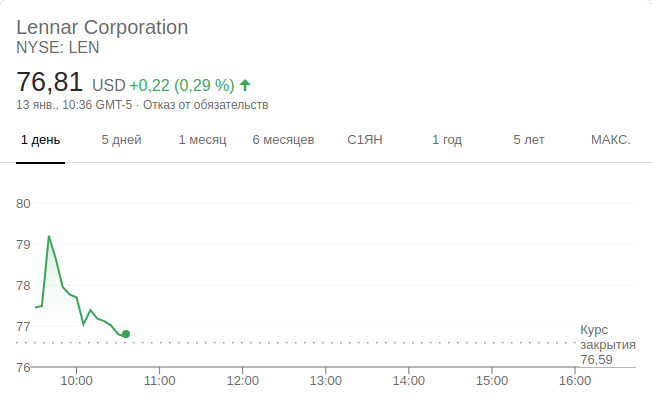 Lennar Corporation
NYSE: LEN
76,81 USD +0,22 (0,29 %)
13 янв., 10:36 GMT-5 · Отказ от обязательств
1 день 5 дней 1 месяц 6 месяцев С1ЯН 1 год 5 лет МАКС.
80
79
78
77
Курс
закрытия
76,59
76
10:00 11:00 12:00 13:00 14:00 15:00 16:00